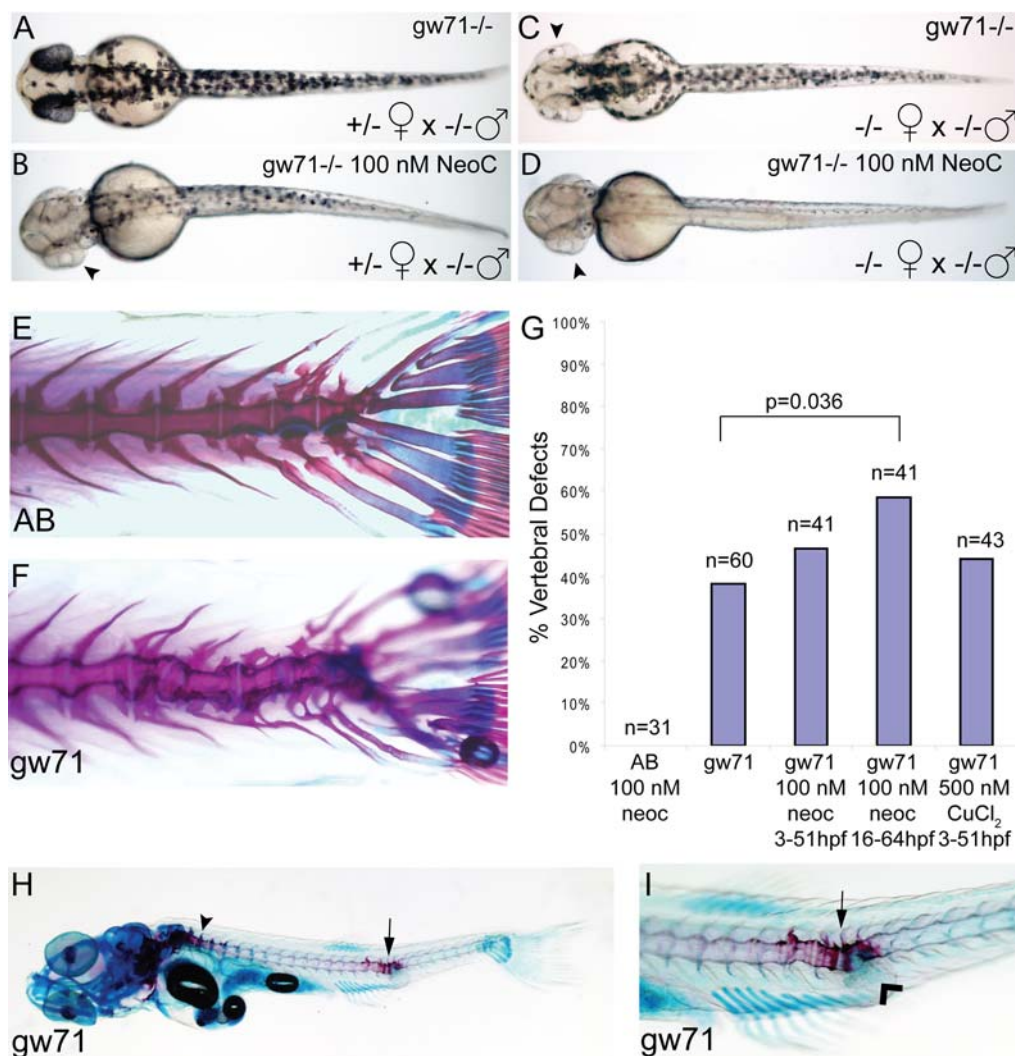 A
gw71-/-
+/- ♀ x -/-♂
C
gw71-/-
-/- ♀ x -/-♂
B
gw71-/- 100 nM NeoC
+/- ♀ x -/-♂
D
gw71-/- 100 nM NeoC
-/- ♀ x -/-♂
E
AB
F
gw71
G
% Vertebral Defects
100%
90%
80%
70%
60%
50%
40%
30%
20%
10%
0%
p=0.036
n=31
n=60
n=41
n=41
n=43
AB
100 nM
neoc
gw71
gw71
100 nM
neoc
3-51hpf
gw71
100 nM
neoc
16-64hpf
gw71
500 nM
CuCl₂
3-51hpf
H
gw71
I
gw71